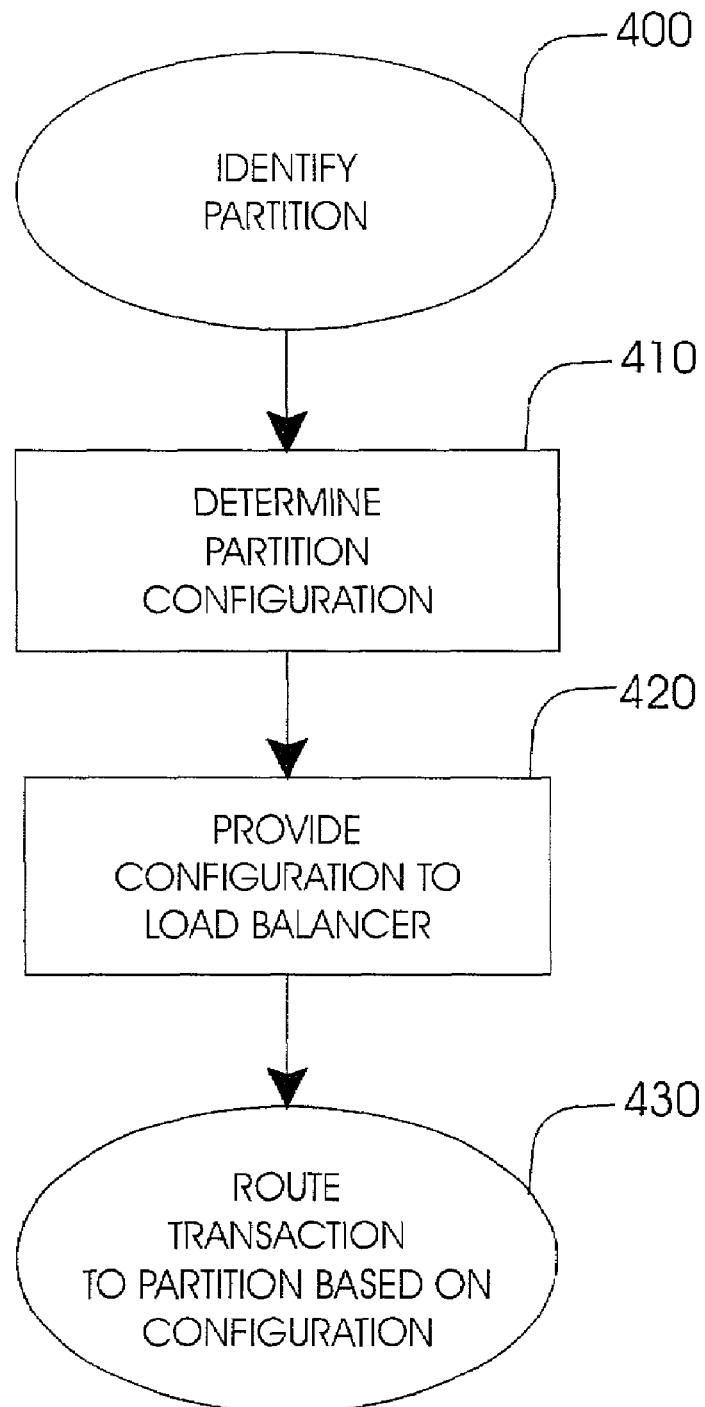 400
IDENTIFY
PARTITION
410
DETERMINE
PARTITION
CONFIGURATION
420
PROVIDE
CONFIGURATION TO
LOAD BALANCER
430
ROUTE
TRANSACTION
TO PARTITION BASED ON
CONFIGURATION